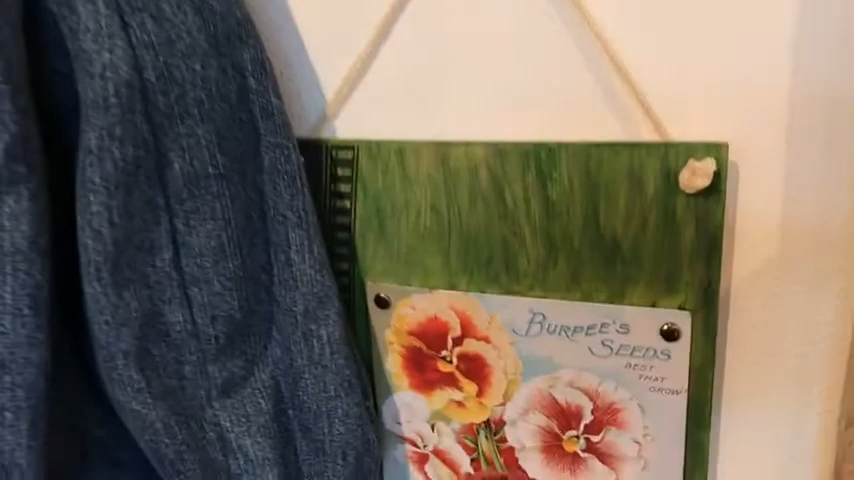 BURPEE'S
SEEDS
BEST
THAT
GROW!